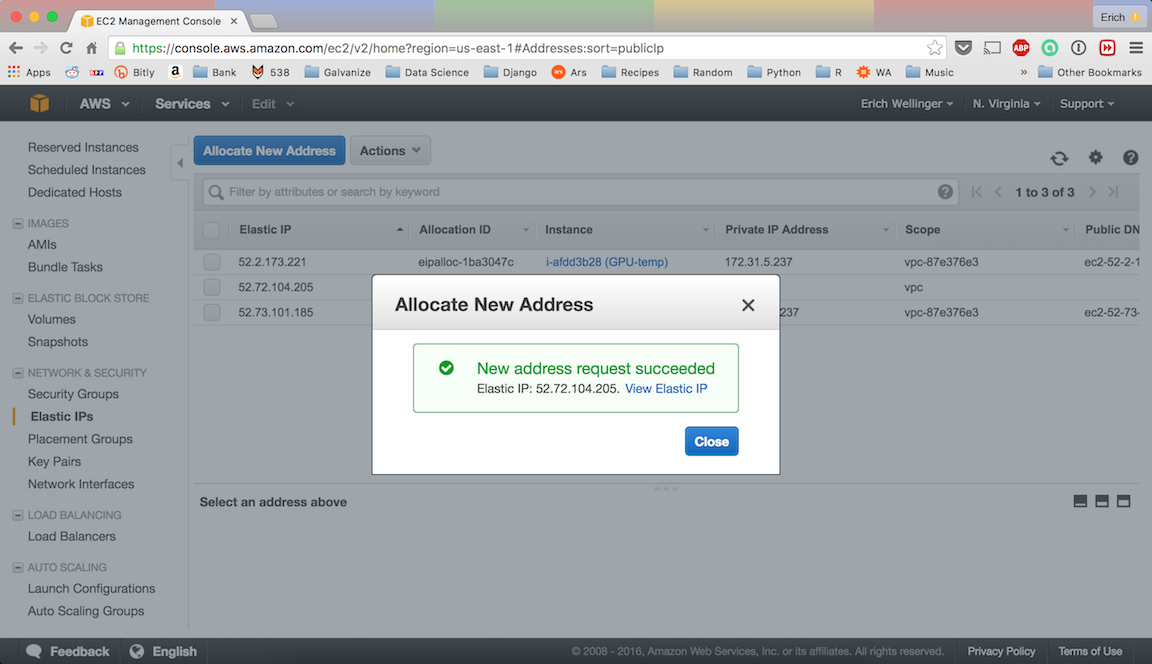 EC2 Management Console
Erich
https://console.aws.amazon.com/ec2/v2/home?region=us-east-1#Addresses:sort=publicIp
ABP
Apps Bitly a Bank 538 Galvanize Data Science Django ars Ars Recipes Random Python R WA Music » Other Bookmarks
AWS Services Edit Erich Wellinger N. Virginia Support
Reserved Instances
Scheduled Instances
Dedicated Hosts
IMAGES
AMIs
Bundle Tasks
ELASTIC BLOCK STORE
Volumes
Snapshots
NETWORK & SECURITY
Security Groups
Elastic IPs
Placement Groups
Key Pairs
Network Interfaces
LOAD BALANCING
Load Balancers
AUTO SCALING
Launch Configurations
Auto Scaling Groups
Allocate New Address Actions
Filter by attributes or search by keyword
1 to 3 of 3
Elastic IP Allocation ID Instance Private IP Address Scope Public DN
52.2.173.221 eipalloc-1ba3047c i-afdd3b28 (GPU-temp) 172.31.5.237 vpc-87e376e3 ec2-52-2-1
52.72.104.205 vpc
52.73.101.185 237 vpc-87e376e3 ec2-52-73-
Allocate New Address
New address request succeeded
Elastic IP: 52.72.104.205. View Elastic IP
Close
Select an address above
Feedback English © 2008 - 2016, Amazon Web Services, Inc. or its affiliates. All rights reserved. Privacy Policy Terms of Use